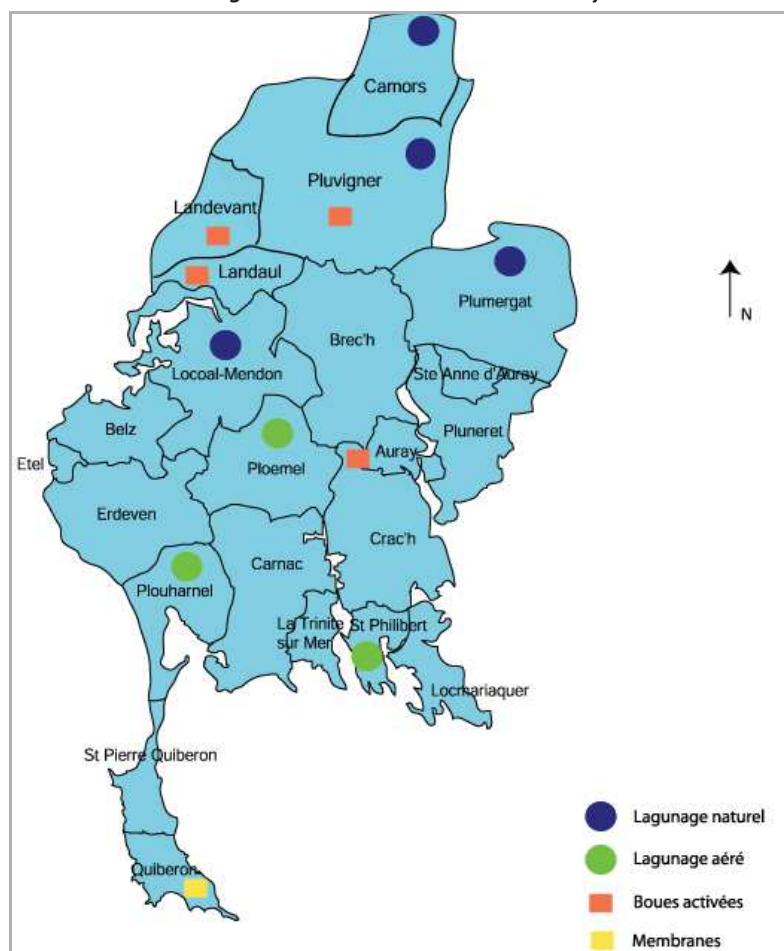 Camors
Pluvigner
Landevant
Landaul
Plumergat
N
Brec'h
Locoal-Mendon
Ste Anne d'Auray
Belz
Pluneret
Auray
Etel
Ploemel
Erdeven
Crac'h
Carnac
Plouharnel
La Trinite
sur Mer
St Philibert
Locmariaquer
St Pierre Quiberon
Quiberon
Lagunage naturel
Lagunage aéré
Boues activées
Membranes